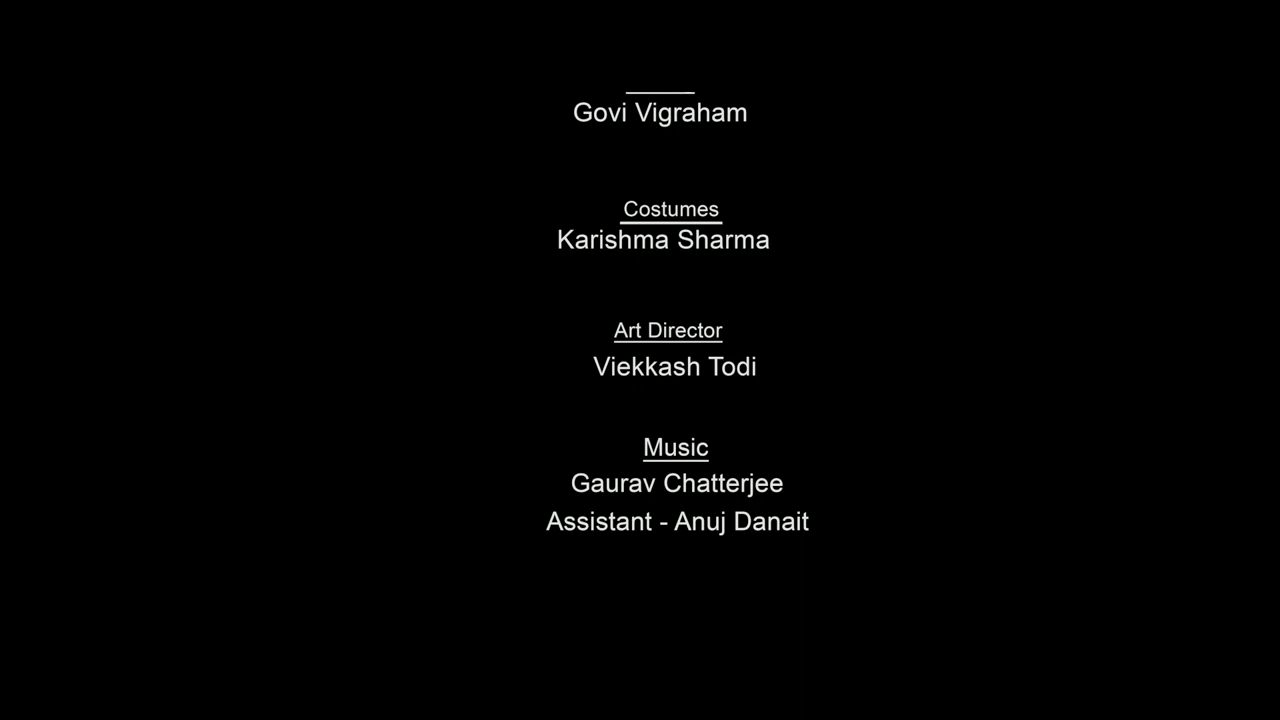 Govi Vigraham
Costumes
Karishma Sharma
Art Director
Viekkash Todi
Music
Gaurav Chatterjee
Assistant - Anuj Danait